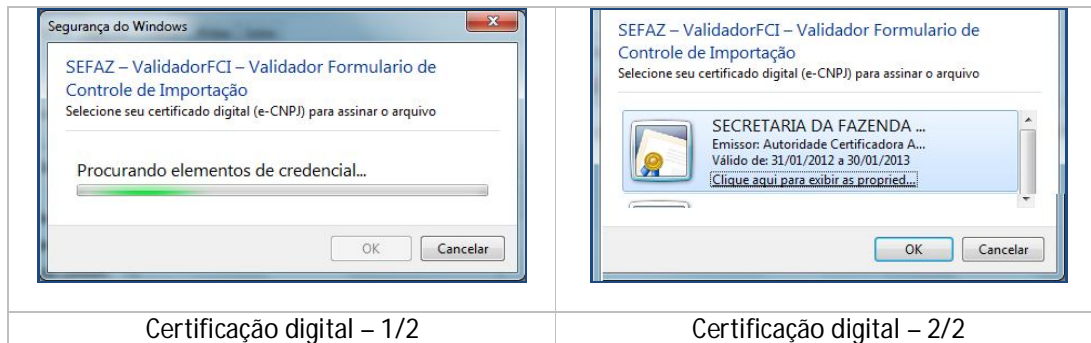 Segurança do Windows
SEFAZ – ValidadorFCI – Validador Formulario de
Controle de Importação
Selecione seu certificado digital (e-CNPJ) para assinar o arquivo
Procurando elementos de credencial...
OK Cancelar
SEFAZ – ValidadorFCI – Validador Formulario de
Controle de Importação
Selecione seu certificado digital (e-CNPJ) para assinar o arquivo
SECRETARIA DA FAZENDA ...
Emissor: Autoridade Certificadora A...
Válido de: 31/01/2012 a 30/01/2013
Clique aqui para exibir as propried...
OK Cancelar
Certificação digital – 1/2
Certificação digital – 2/2